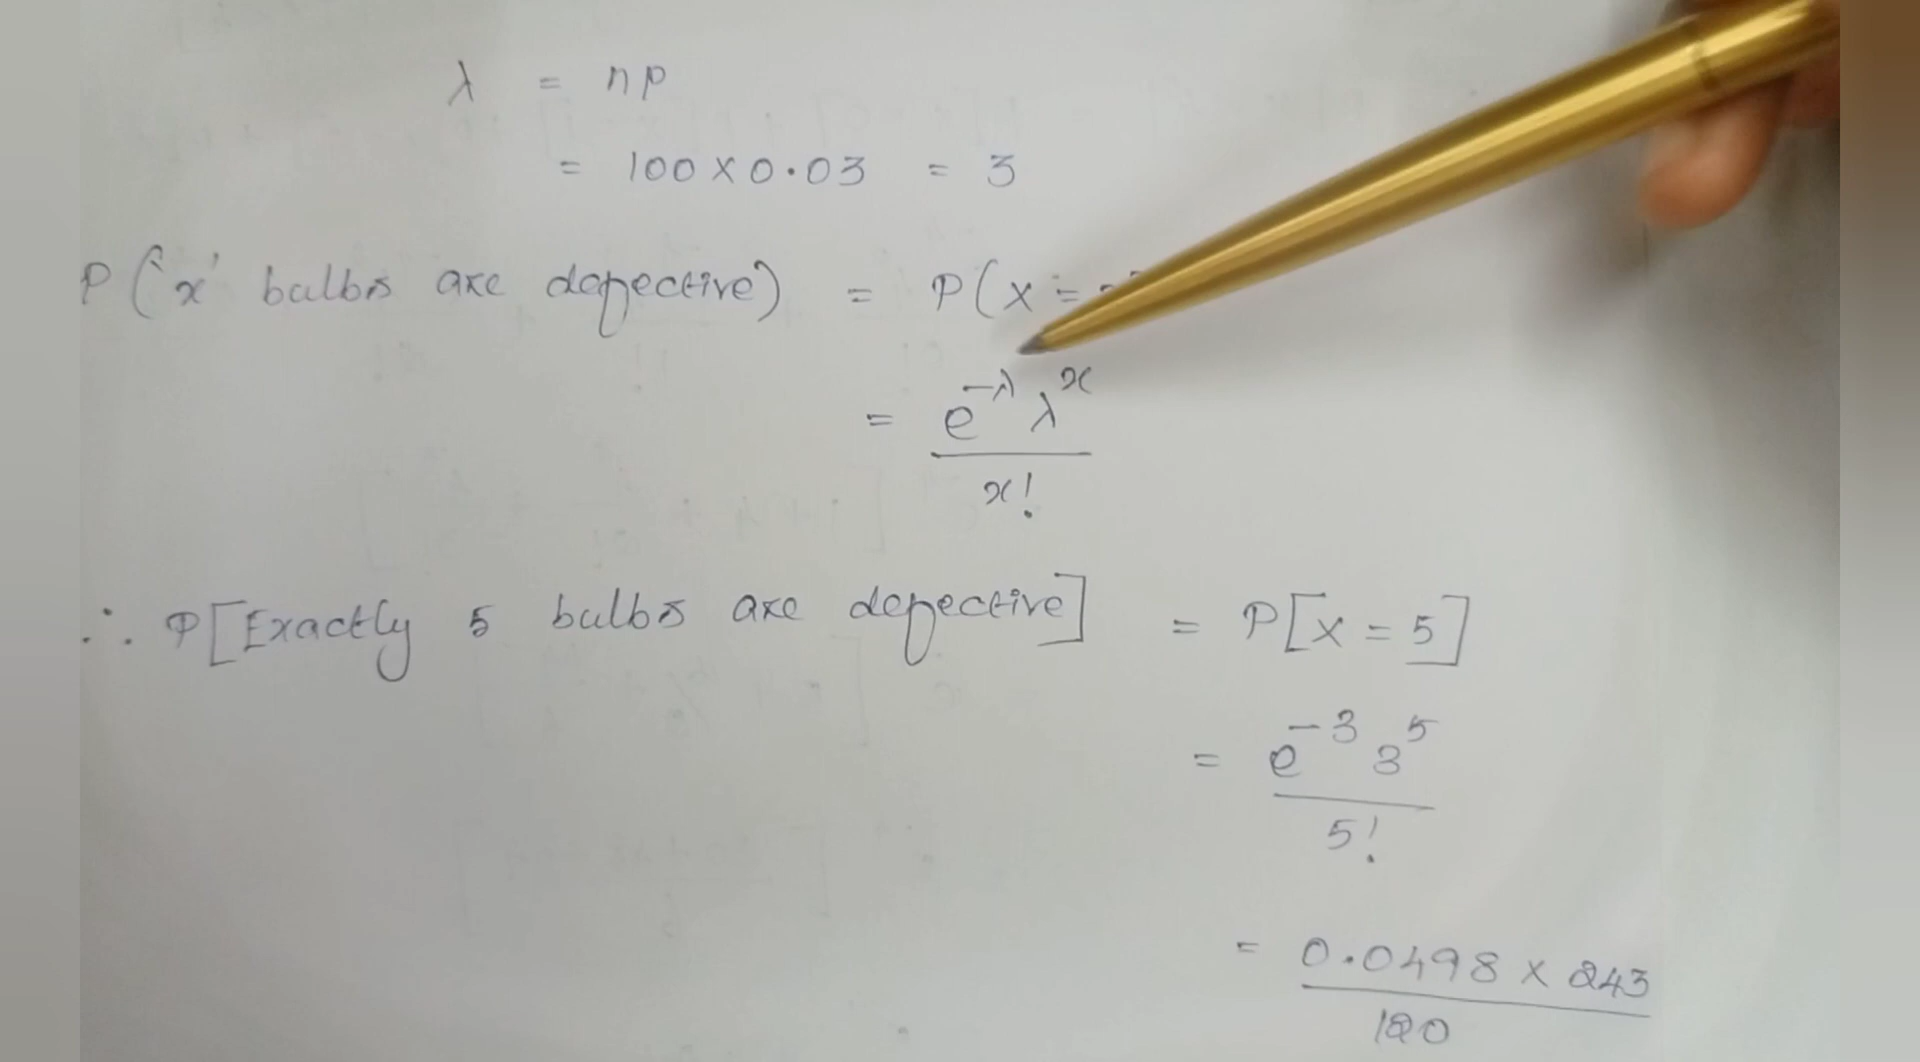 λ = np
= 100 x 0.03 = 3
P ('x' bulbs are defective) = P(X =
= e^{-λ} λ^x
x!
∴ P[Exactly 5 bulbs are defective] = P[X = 5]
= e^{-3} 3^5
5!
= 0.0498 x 243
120